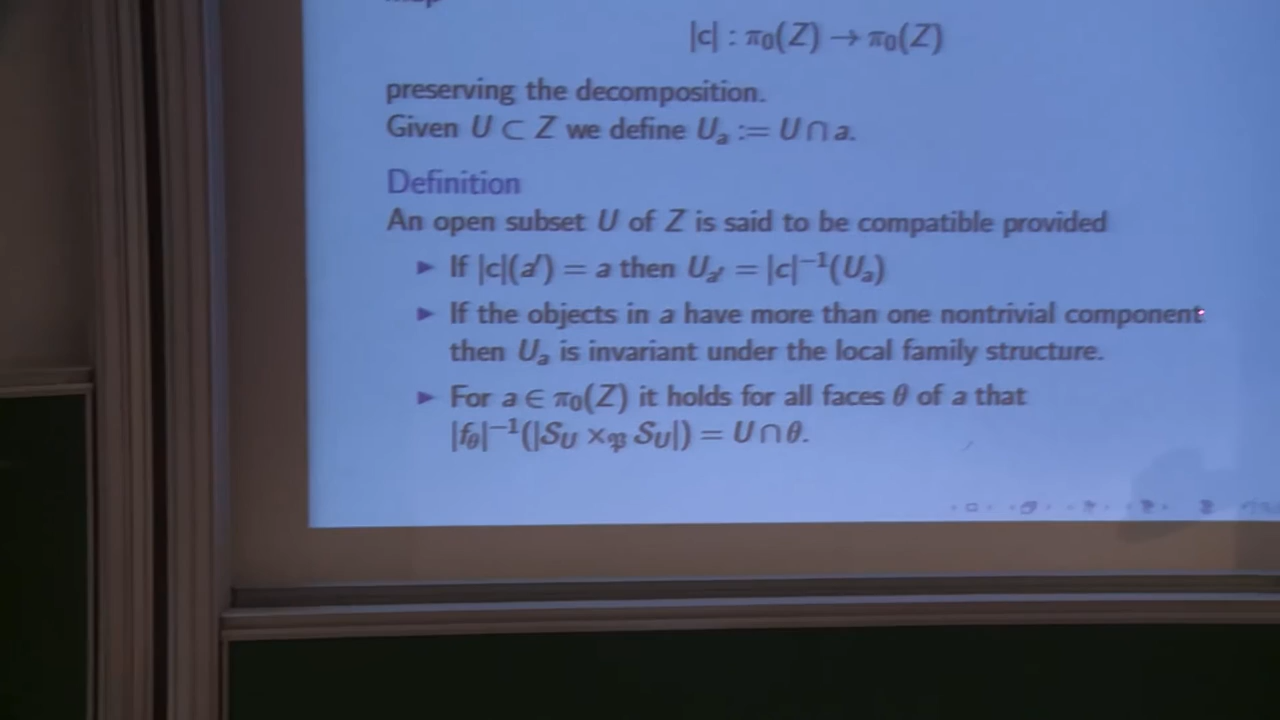 map
|c| : π₀(Z) → π₀(Z)
preserving the decomposition.
Given U ⊂ Z we define Uₐ := U ∩ a.
Definition
An open subset U of Z is said to be compatible provided
▶ If |c|(a′) = a then Uₐ′ = |c|⁻¹(Uₐ)
▶ If the objects in a have more than one nontrivial component
then Uₐ is invariant under the local family structure.
▶ For a ∈ π₀(Z) it holds for all faces θ of a that
|f_θ|⁻¹(|S_U ×_𝔓 S_U|) = U ∩ θ.